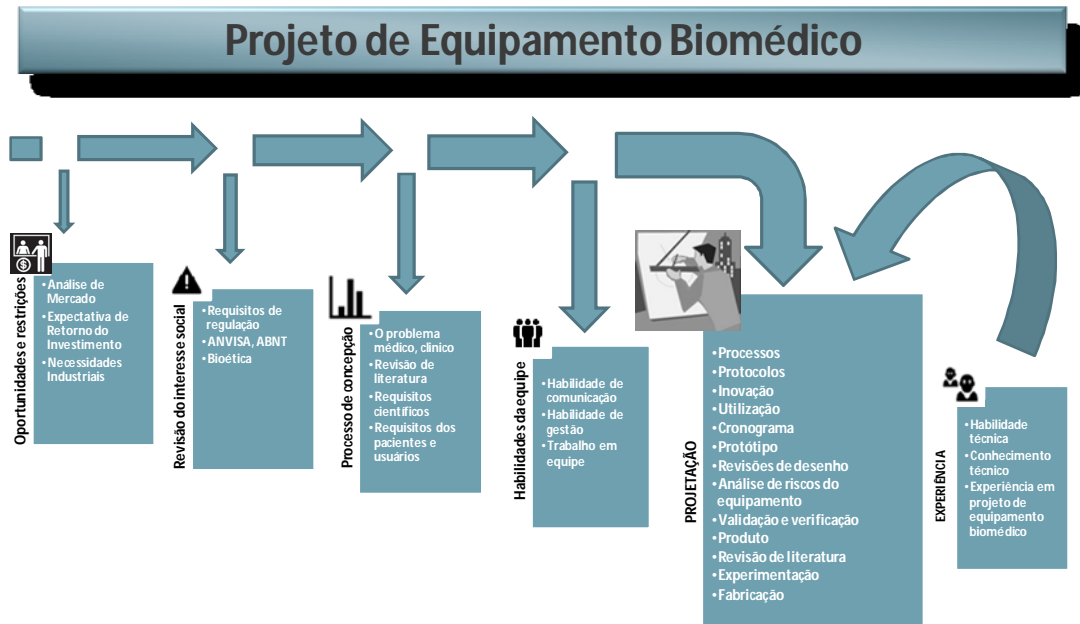 Projeto de Equipamento Biomédico
Oportunidades e restrições
•Análise de
Mercado
•Expectativa de
Retorno do
Investimento
•Necessidades
Industriais
Revisão do interesse social
•Requisitos de
regulação
•ANVISA, ABNT
•Bioética
Processo de concepção
•O problema
médico, clínico
•Revisão de
literatura
•Requisitos
científicos
•Requisitos dos
pacientes e
usuários
Habilidades da equipe
•Habilidade de
comunicação
•Habilidade de
gestão
•Trabalho em
equipe
PROJETAÇÃO
•Processos
•Protocolos
•Inovação
•Utilização
•Cronograma
•Protótipo
•Revisões de desenho
•Análise de riscos do
equipamento
•Validação e verificação
•Produto
•Revisão de literatura
•Experimentação
•Fabricação
EXPERIÊNCIA
•Habilidade
técnica
•Conhecimento
técnico
•Experiência em
projeto de
equipamento
biomédico